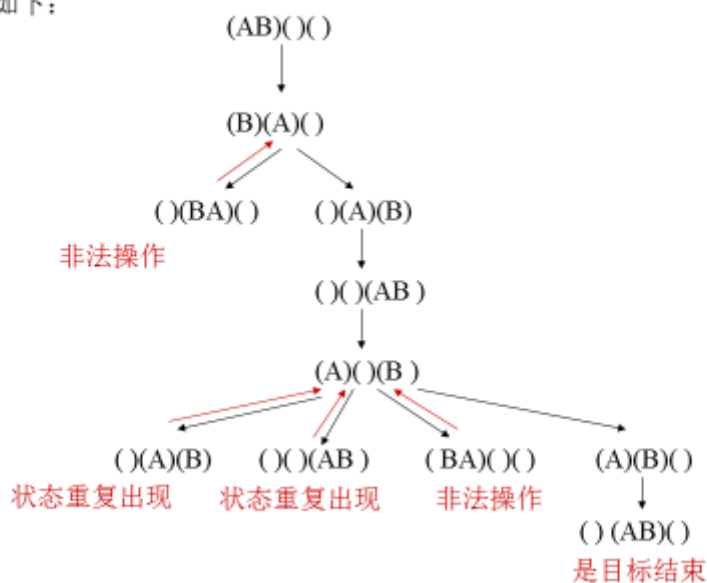 如下：
(AB)( )( )
(B)(A)( )
( )(BA)( ) ( )(A)(B)
非法操作
( )( )(AB )
(A)( )(B )
( )(A)(B) ( )( )(AB ) ( BA)( )( ) (A)(B)( )
状态重复出现 状态重复出现 非法操作
( ) (AB)( )
是目标结束